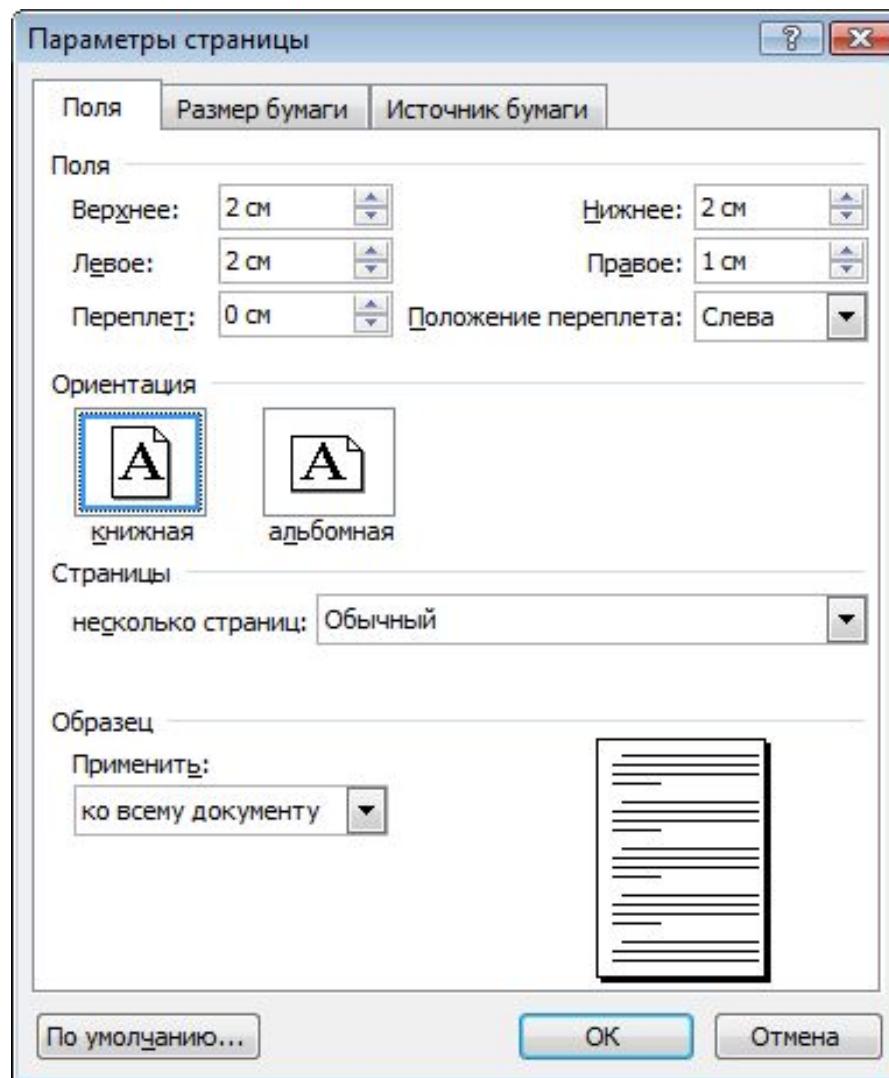 Параметры страницы
Поля Размер бумаги Источник бумаги
Поля
Верхнее: 2 см Нижнее: 2 см
Левое: 2 см Правое: 1 см
Переплет: 0 см Положение переплета: Слева
Ориентация
A A
книжная альбомная
Страницы
несколько страниц: Обычный
Образец
Применить:
ко всему документу
По умолчанию... ОК Отмена